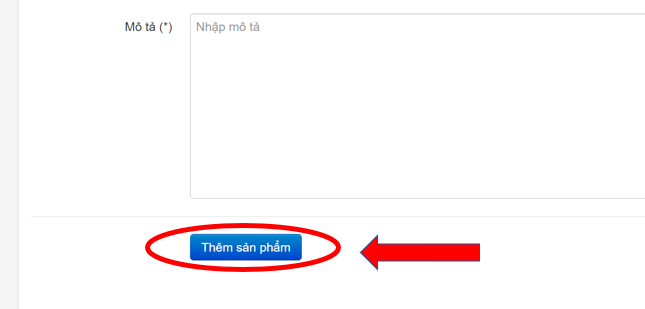 Mô tả (*)
Nhập mô tả
Thêm sản phẩm